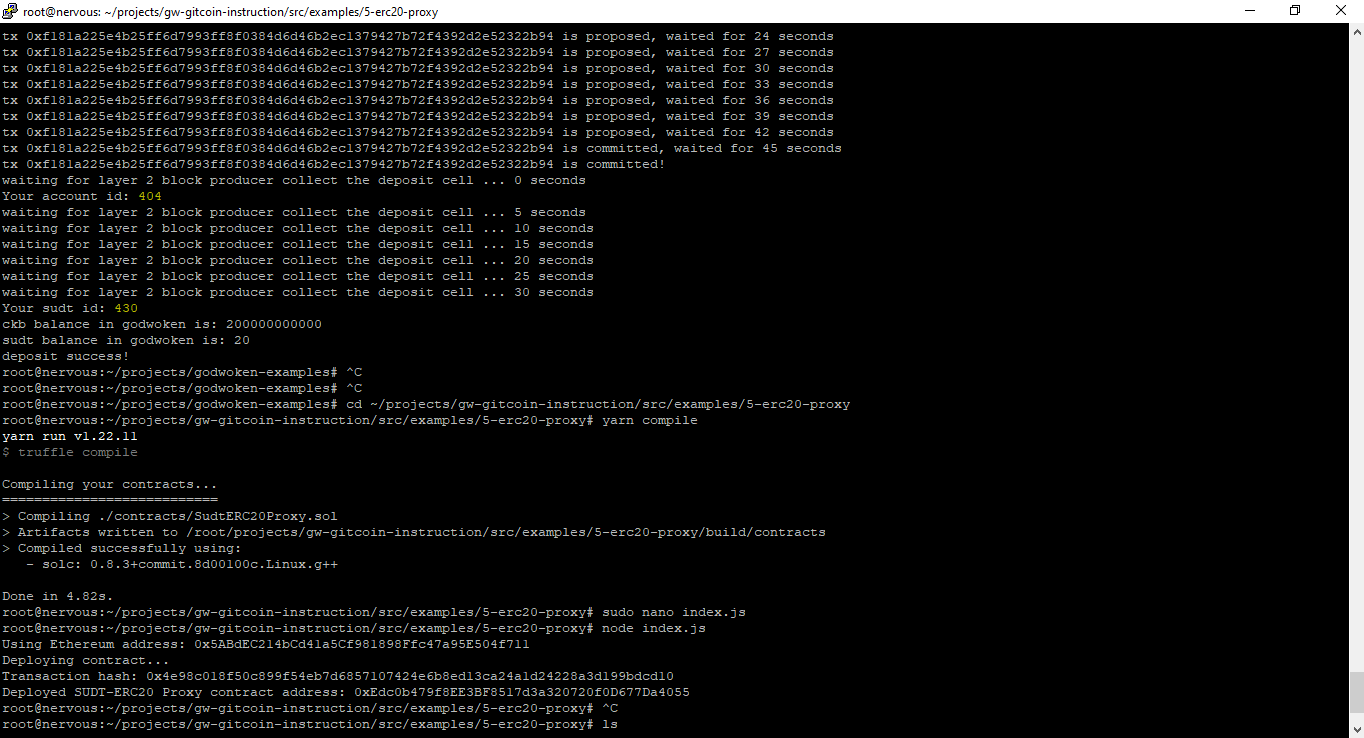 root@nervous: ~/projects/gw-gitcoin-instruction/src/examples/5-erc20-proxy
tx 0xf181a225e4b25ff6d7993ff8f0384d6d46b2ec1379427b72f4392d2e52322b94 is proposed, waited for 24 seconds
tx 0xf181a225e4b25ff6d7993ff8f0384d6d46b2ec1379427b72f4392d2e52322b94 is proposed, waited for 27 seconds
tx 0xf181a225e4b25ff6d7993ff8f0384d6d46b2ec1379427b72f4392d2e52322b94 is proposed, waited for 30 seconds
tx 0xf181a225e4b25ff6d7993ff8f0384d6d46b2ec1379427b72f4392d2e52322b94 is proposed, waited for 33 seconds
tx 0xf181a225e4b25ff6d7993ff8f0384d6d46b2ec1379427b72f4392d2e52322b94 is proposed, waited for 36 seconds
tx 0xf181a225e4b25ff6d7993ff8f0384d6d46b2ec1379427b72f4392d2e52322b94 is proposed, waited for 39 seconds
tx 0xf181a225e4b25ff6d7993ff8f0384d6d46b2ec1379427b72f4392d2e52322b94 is proposed, waited for 42 seconds
tx 0xf181a225e4b25ff6d7993ff8f0384d6d46b2ec1379427b72f4392d2e52322b94 is committed, waited for 45 seconds
tx 0xf181a225e4b25ff6d7993ff8f0384d6d46b2ec1379427b72f4392d2e52322b94 is committed!
waiting for layer 2 block producer collect the deposit cell ... 0 seconds
Your account id: 404
waiting for layer 2 block producer collect the deposit cell ... 5 seconds
waiting for layer 2 block producer collect the deposit cell ... 10 seconds
waiting for layer 2 block producer collect the deposit cell ... 15 seconds
waiting for layer 2 block producer collect the deposit cell ... 20 seconds
waiting for layer 2 block producer collect the deposit cell ... 25 seconds
waiting for layer 2 block producer collect the deposit cell ... 30 seconds
Your sudt id: 430
ckb balance in godwoken is: 200000000000
sudt balance in godwoken is: 20
deposit success!
root@nervous:~/projects/godwoken-examples# ^C
root@nervous:~/projects/godwoken-examples# ^C
root@nervous:~/projects/godwoken-examples# cd ~/projects/gw-gitcoin-instruction/src/examples/5-erc20-proxy
root@nervous:~/projects/gw-gitcoin-instruction/src/examples/5-erc20-proxy# yarn compile
yarn run v1.22.11
$ truffle compile
Compiling your contracts...
===========================
> Compiling ./contracts/SudtERC20Proxy.sol
> Artifacts written to /root/projects/gw-gitcoin-instruction/src/examples/5-erc20-proxy/build/contracts
> Compiled successfully using:
- solc: 0.8.3+commit.8d00100c.Linux.g++
Done in 4.82s.
root@nervous:~/projects/gw-gitcoin-instruction/src/examples/5-erc20-proxy# sudo nano index.js
root@nervous:~/projects/gw-gitcoin-instruction/src/examples/5-erc20-proxy# node index.js
Using Ethereum address: 0x5ABdEC214bCd41a5Cf981898Ffc47a95E504f711
Deploying contract...
Transaction hash: 0x4e98c018f50c899f54eb7d6857107424e6b8ed13ca24a1d24228a3d199bdcd10
Deployed SUDT-ERC20 Proxy contract address: 0xEdc0b479f8EE3BF8517d3a320720f0D677Da4055
root@nervous:~/projects/gw-gitcoin-instruction/src/examples/5-erc20-proxy# ^C
root@nervous:~/projects/gw-gitcoin-instruction/src/examples/5-erc20-proxy# ls